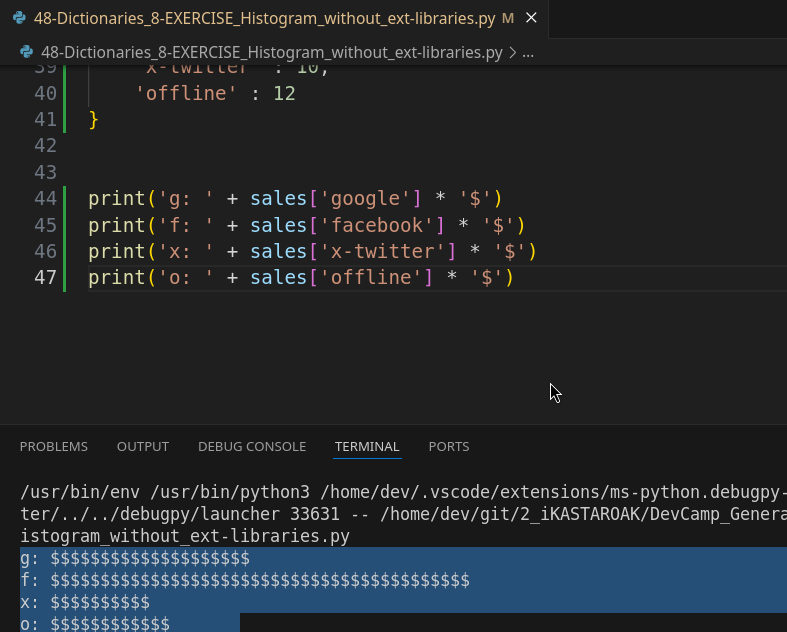 48-Dictionaries_8-EXERCISE_Histogram_without_ext-libraries.py M
48-Dictionaries_8-EXERCISE_Histogram_without_ext-libraries.py > ...
39 'x-twitter' : 10,
40 'offline' : 12
41 }
42
43
44 print('g: ' + sales['google'] * '$')
45 print('f: ' + sales['facebook'] * '$')
46 print('x: ' + sales['x-twitter'] * '$')
47 print('o: ' + sales['offline'] * '$')
PROBLEMS OUTPUT DEBUG CONSOLE TERMINAL PORTS
/usr/bin/env /usr/bin/python3 /home/dev/.vscode/extensions/ms-python.debugpy-
ter/../../debugpy/launcher 33631 -- /home/dev/git/2_iKASTAROAK/DevCamp_Genera
istogram_without_ext-libraries.py
g: $$$$$$$$$$$$$$$$$$$$
f: $$$$$$$$$$$$$$$$$$$$$$$$$$$$$$$$$$$$$$$$$$
x: $$$$$$$$$$
o: $$$$$$$$$$$$